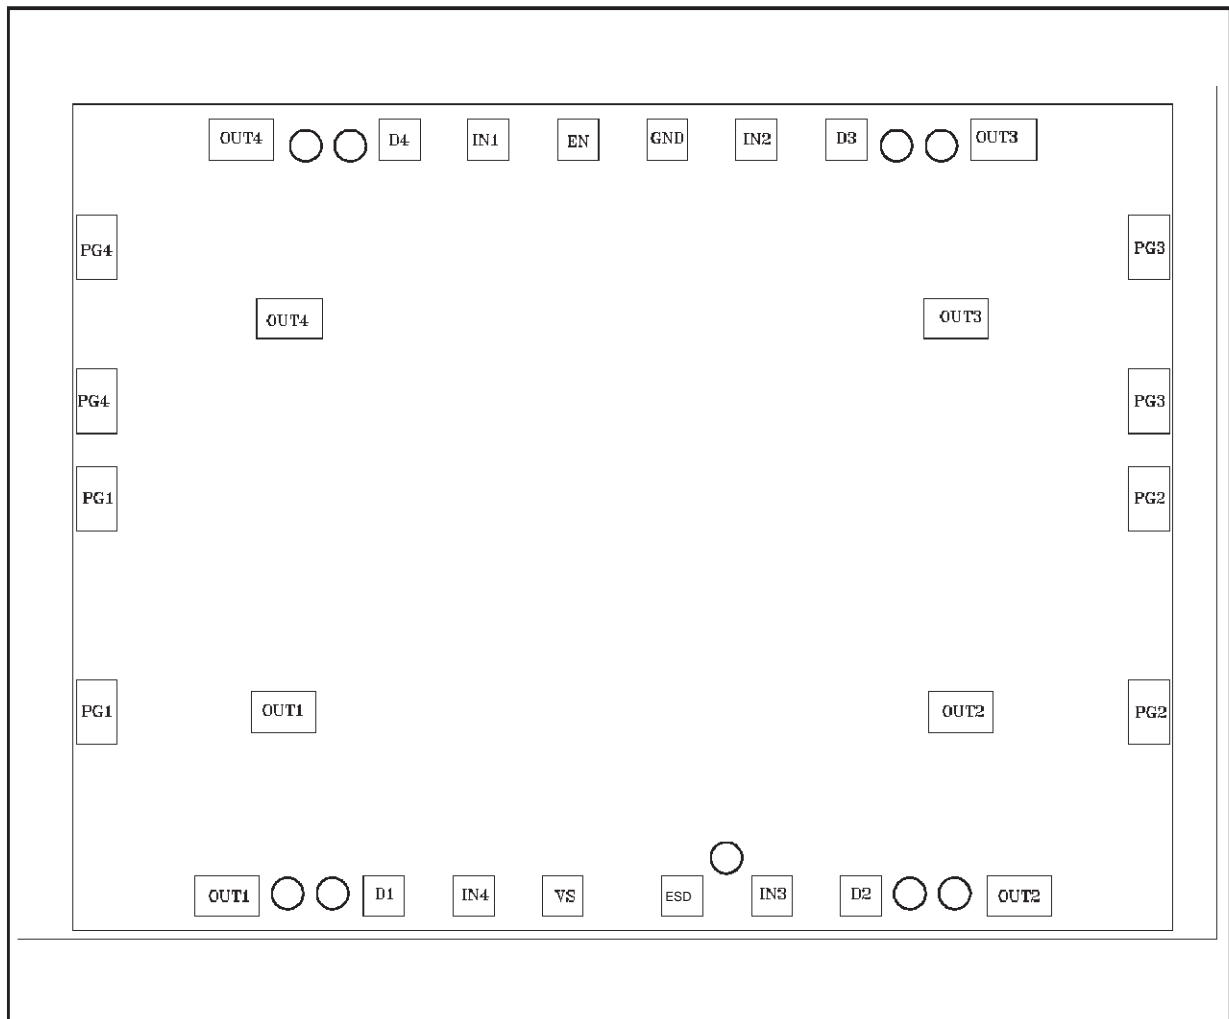 OUT4 D4 IN1 EN GND IN2 D3 OUT3
PG4 PG3
OUT4 OUT3
PG4 PG3
PG1 PG2
PG1 OUT1 OUT2 PG2
OUT1 D1 IN4 VS ESD IN3 D2 OUT2